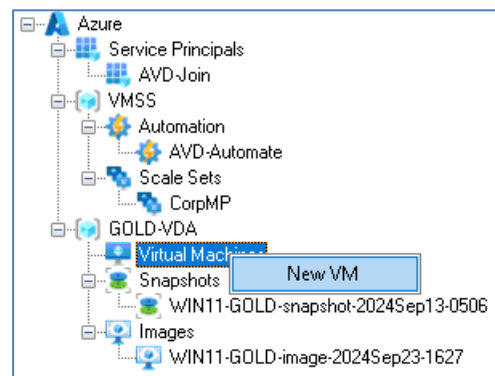 Azure
Service Principals
AVD-Join
VMSS
Automation
AVD-Automate
Scale Sets
CorpMP
GOLD-VDA
Virtual Machines
New VM
Snapshots
WIN11-GOLD-snapshot-2024Sep13-0506
Images
WIN11-GOLD-image-2024Sep23-1627